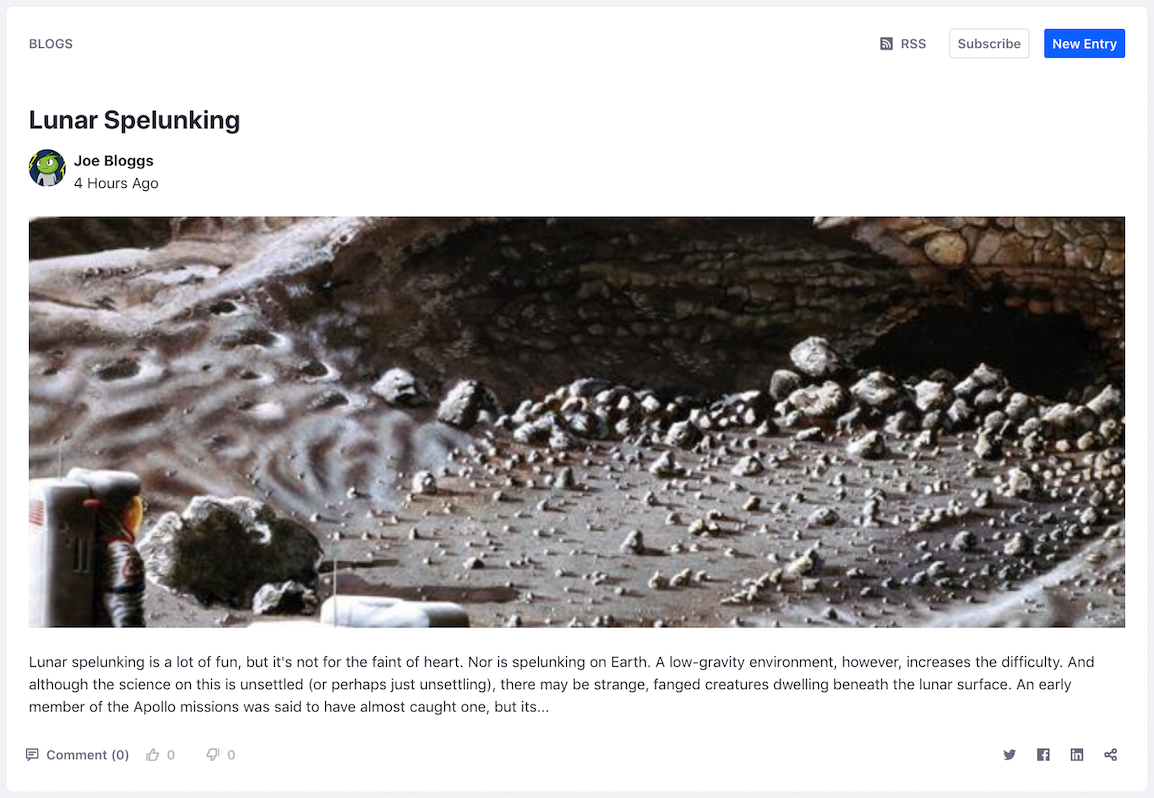 BLOGS
RSS
Subscribe
New Entry
Lunar Spelunking
Joe Bloggs
4 Hours Ago
Lunar spelunking is a lot of fun, but it's not for the faint of heart. Nor is spelunking on Earth. A low-gravity environment, however, increases the difficulty. And
although the science on this is unsettled (or perhaps just unsettling), there may be strange, fanged creatures dwelling beneath the lunar surface. An early
member of the Apollo missions was said to have almost caught one, but its...
Comment (0)
0
0